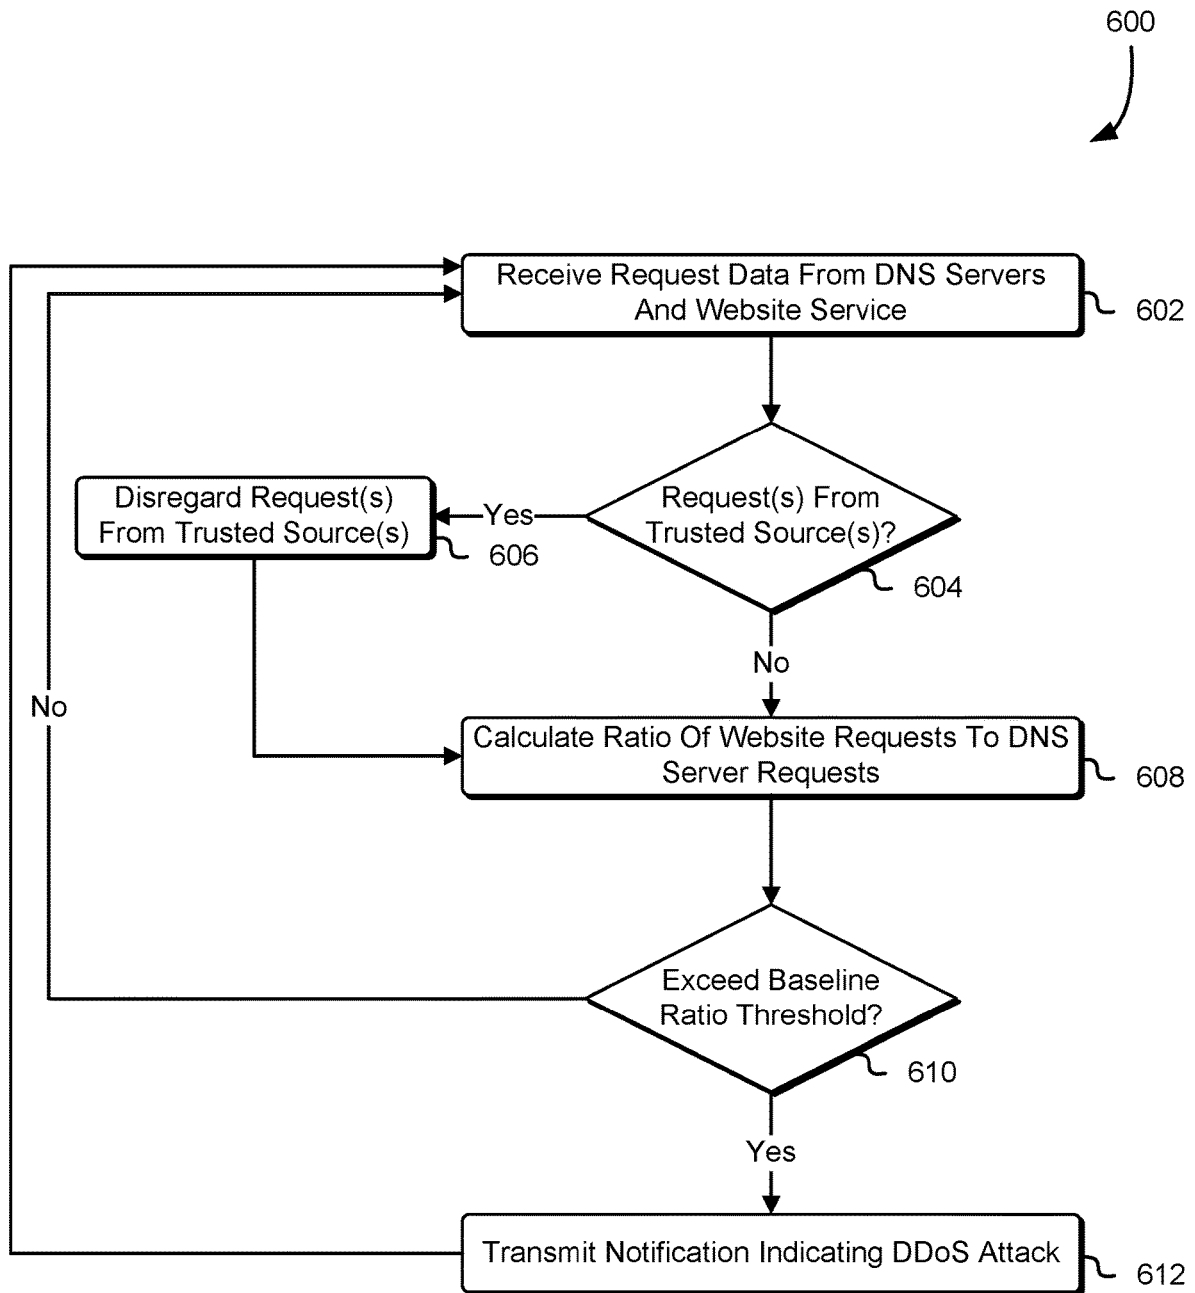 600
Receive Request Data From DNS Servers
And Website Service
602
Disregard Request(s)
From Trusted Source(s)
606
Yes
Request(s) From
Trusted Source(s)?
604
No
No
Calculate Ratio Of Website Requests To DNS
Server Requests
608
Exceed Baseline
Ratio Threshold?
610
Yes
Transmit Notification Indicating DDoS Attack
612